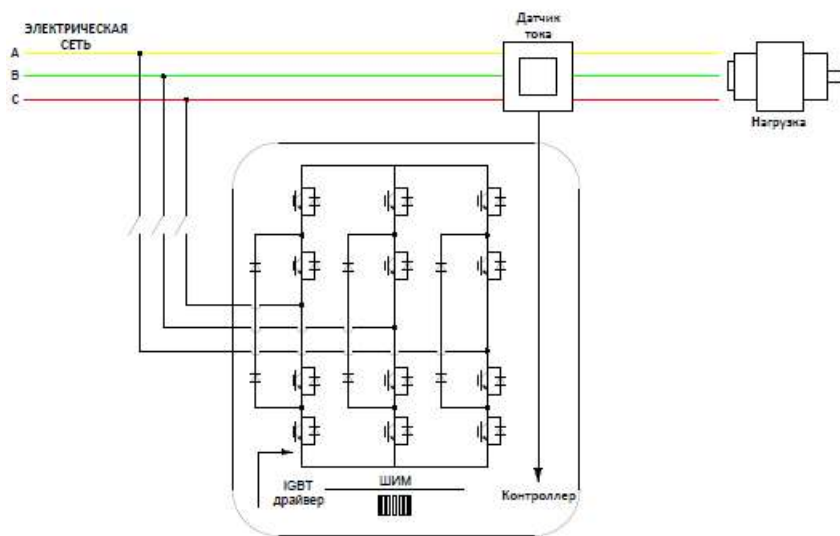 ЭЛЕКТРИЧЕСКАЯ
СЕТЬ
Датчик
тока
A
B
C
Нагрузка
IGBT
драйвер
ШИМ
Контроллер